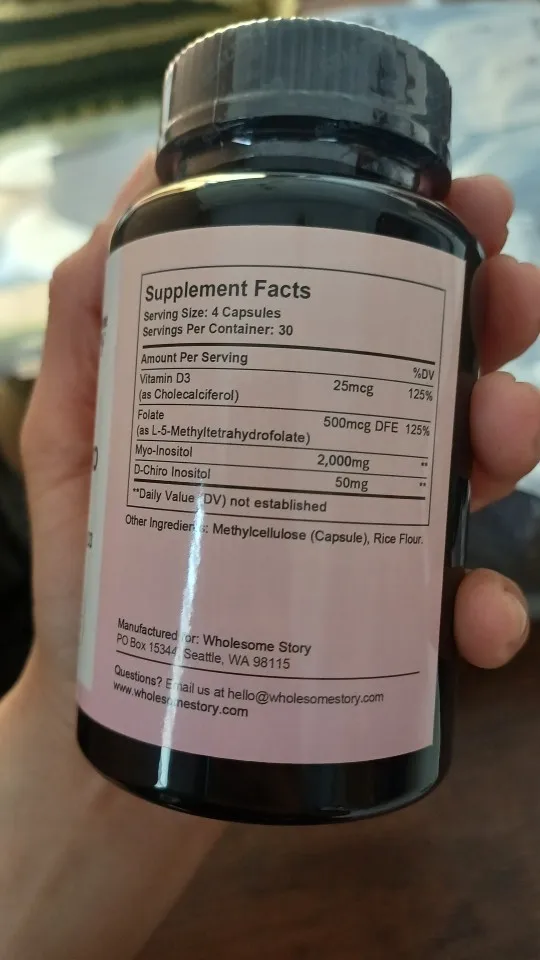 Supplement Facts
Serving Size: 4 Capsules
Servings Per Container: 30
Amount Per Serving %DV
Vitamin D3
(as Cholecalciferol) 25mcg 125%
Folate
(as L-5-Methyltetrahydrofolate) 500mcg DFE 125%
Myo-Inositol 2,000mg **
D-Chiro Inositol 50mg **
**Daily Value (DV) not established
Other Ingredients: Methylcellulose (Capsule), Rice Flour.
Manufactured for: Wholesome Story
PO Box 15344, Seattle, WA 98115
Questions? Email us at hello@wholesomestory.com
www.wholesomestory.com